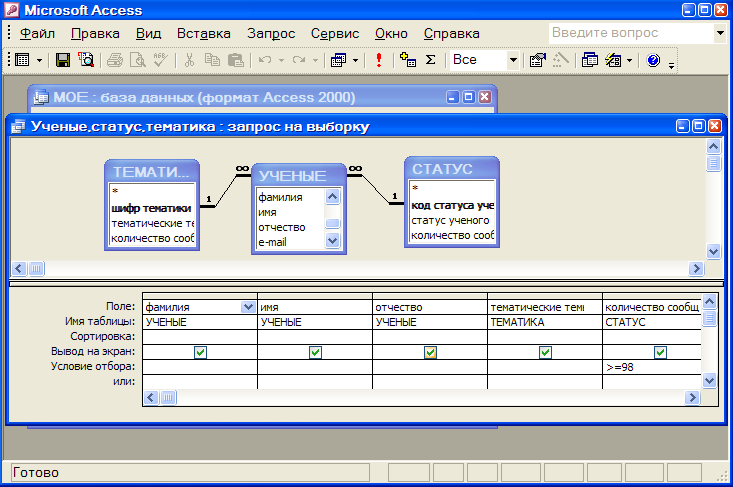 Microsoft Access
Файл Правка Вид Вставка Запрос Сервис Окно Справка Введите вопрос
Все
МОЕ : база данных (формат Access 2000)
Ученые,статус,тематика : запрос на выборку
ТЕМАТИ... УЧЕНЫЕ СТАТУС
* фамилия *
шифр тематики имя код статуса уче
тематические те отчество статус ученого
количество сооб e-mail количество сооб
1 ∞ ∞ 1
Поле: фамилия имя отчество тематические теми количество сообщ
Имя таблицы: УЧЕНЫЕ УЧЕНЫЕ УЧЕНЫЕ ТЕМАТИКА СТАТУС
Сортировка:
Вывод на экран:
Условие отбора: >=98
или:
Готово